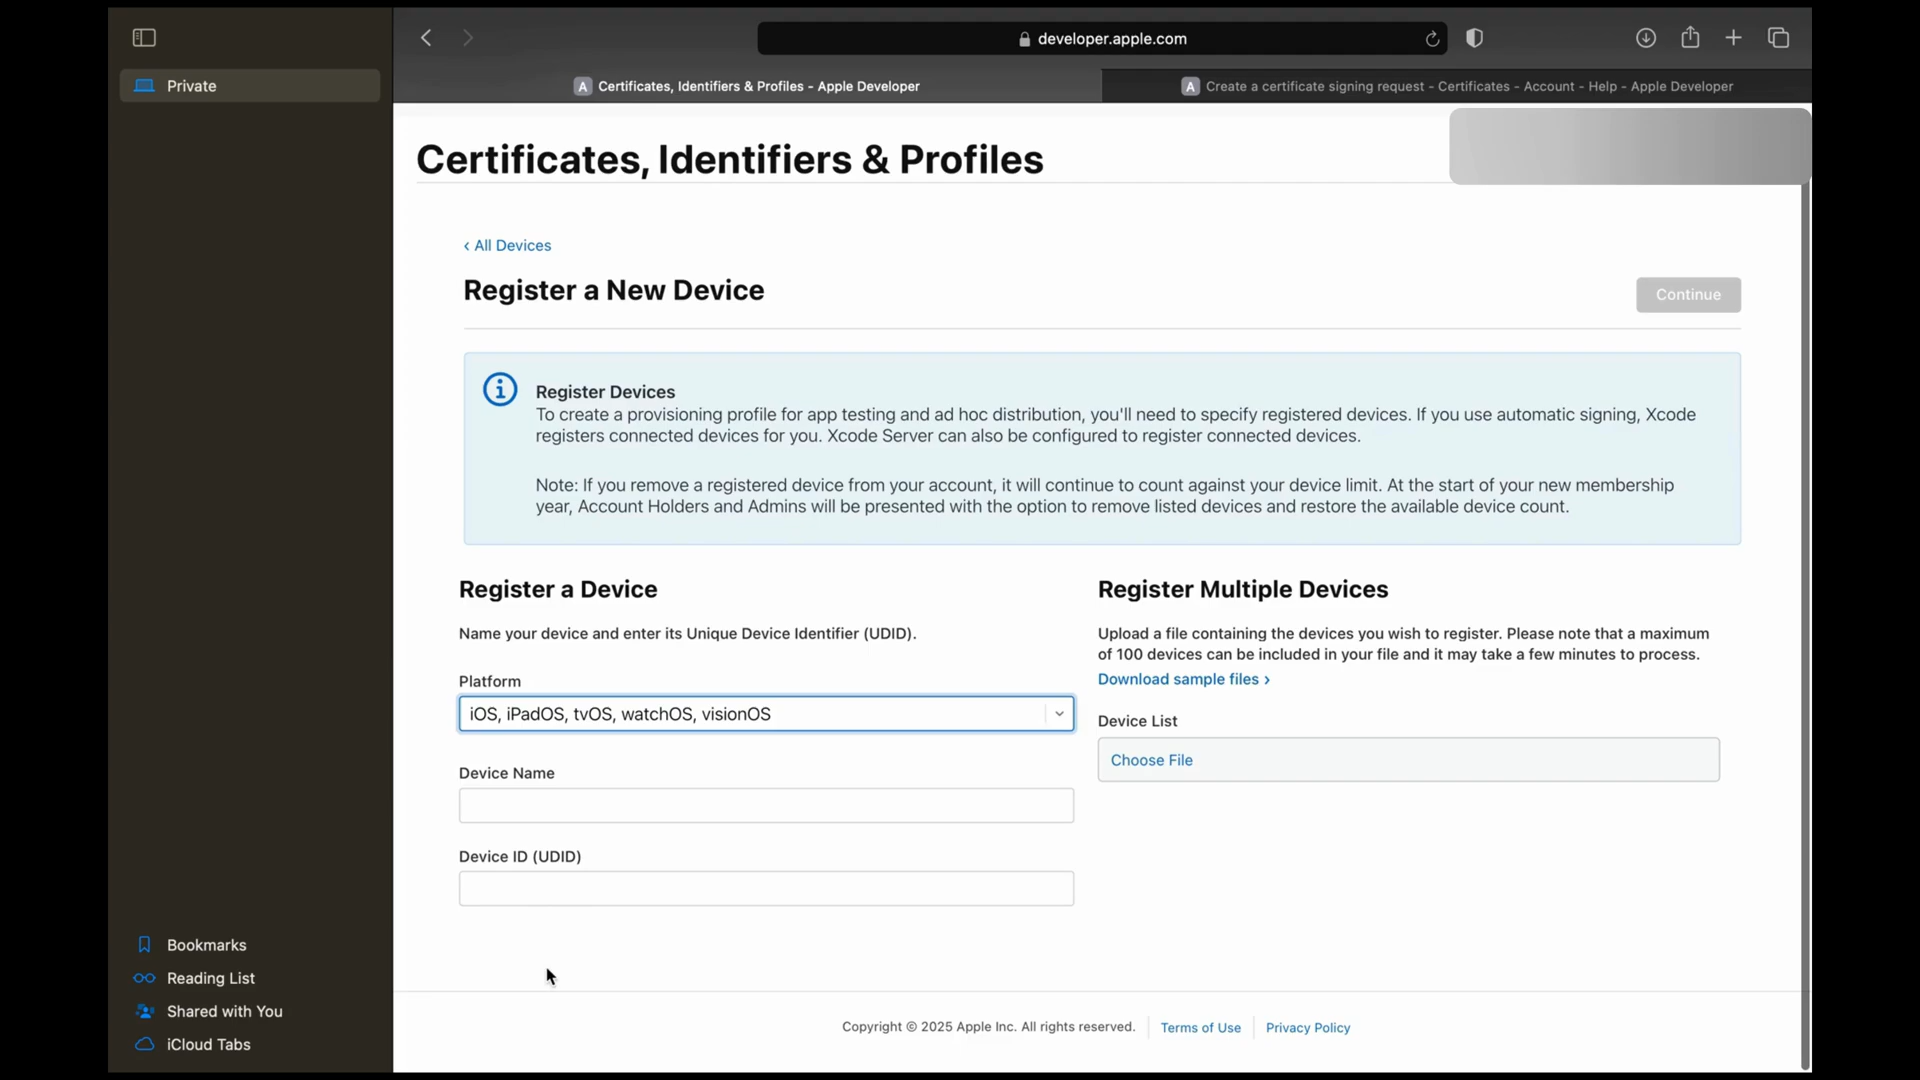 Private
developer.apple.com
A Certificates, Identifiers & Profiles - Apple Developer
A Create a certificate signing request - Certificates - Account - Help - Apple Developer
Certificates, Identifiers & Profiles
‹ All Devices
Register a New Device
Continue
Register Devices
To create a provisioning profile for app testing and ad hoc distribution, you'll need to specify registered devices. If you use automatic signing, Xcode
registers connected devices for you. Xcode Server can also be configured to register connected devices.
Note: If you remove a registered device from your account, it will continue to count against your device limit. At the start of your new membership
year, Account Holders and Admins will be presented with the option to remove listed devices and restore the available device count.
Register a Device
Name your device and enter its Unique Device Identifier (UDID).
Platform
iOS, iPadOS, tvOS, watchOS, visionOS
Device Name
Device ID (UDID)
Register Multiple Devices
Upload a file containing the devices you wish to register. Please note that a maximum
of 100 devices can be included in your file and it may take a few minutes to process.
Download sample files ›
Device List
Choose File
Bookmarks
Reading List
Shared with You
iCloud Tabs
Copyright © 2025 Apple Inc. All rights reserved.
Terms of Use
Privacy Policy